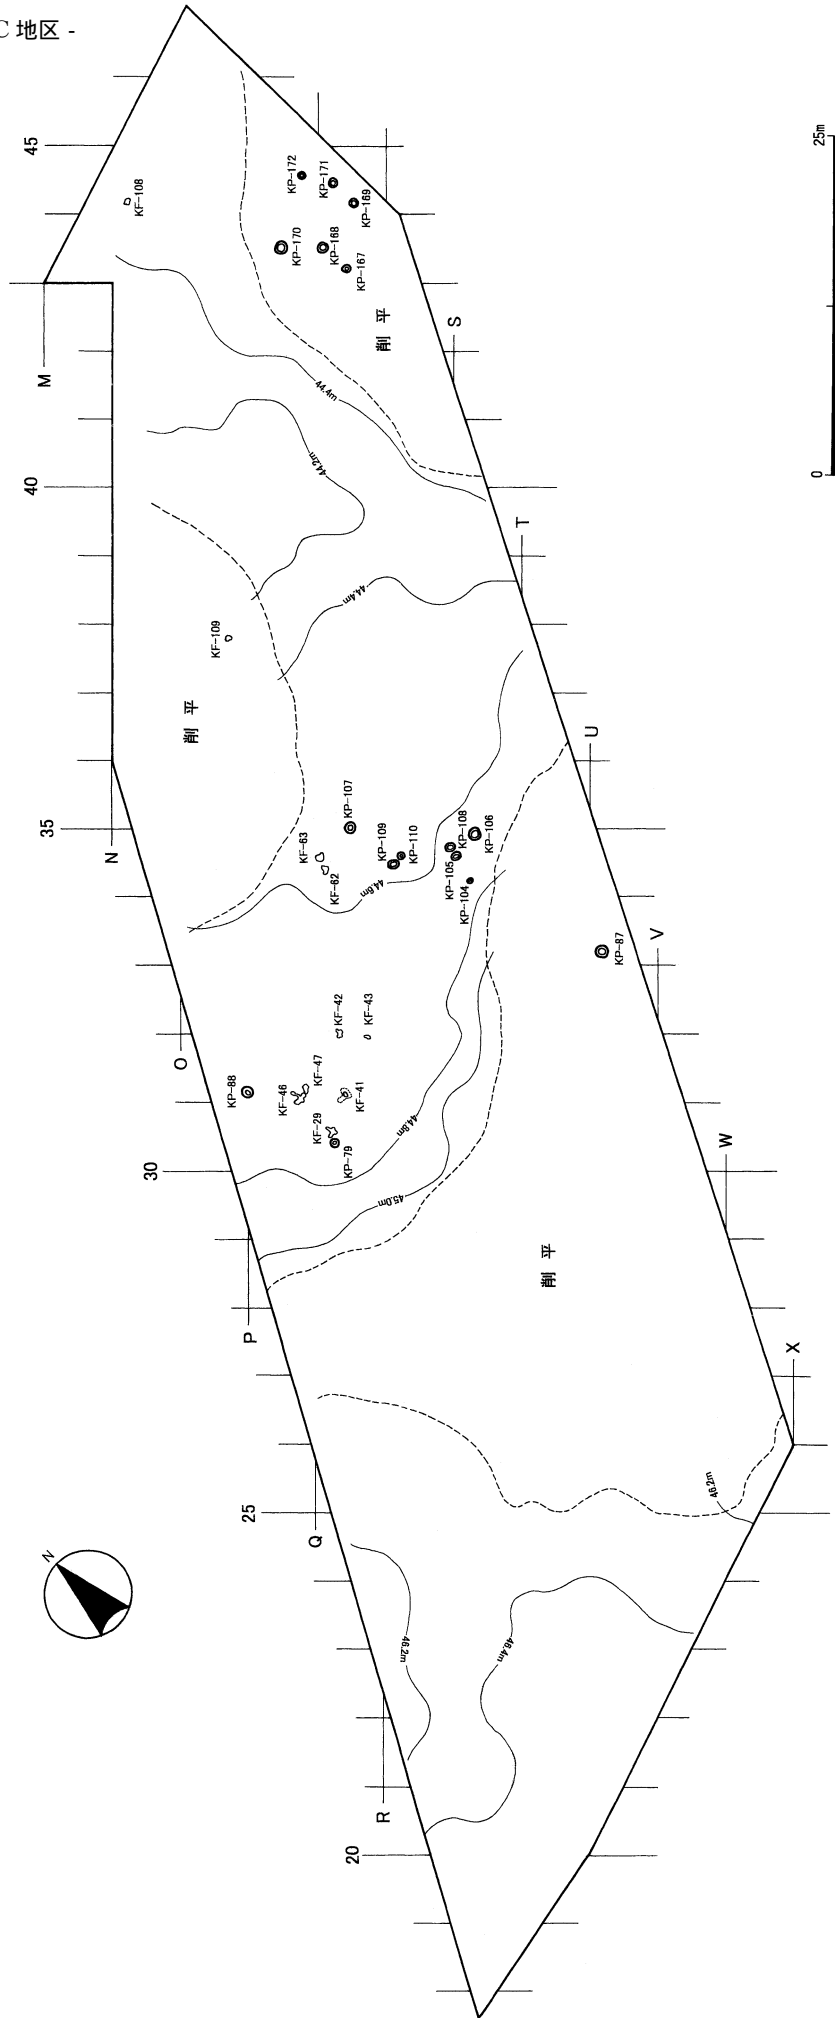 C 地区 -
45
KF-108
KP-172
KP-171
KP-169
KP-170
KP-168
KP-167
削 平
S
M
44.4m
44.2m
40
T
44.4m
KF-109
削 平
U
35
N
KP-107
KF-63
KF-62
KP-109
KP-110
KP-108
KP-106
KP-105
KP-104
44.6m
KP-87
V
O
KF-42
KF-43
KP-88
KF-46
KF-47
KF-41
KF-29
KP-79
44.8m
30
W
45.0m
削 平
P
X
46.2m
25
Q
N
46.2m
46.4m
R
20
0
25m